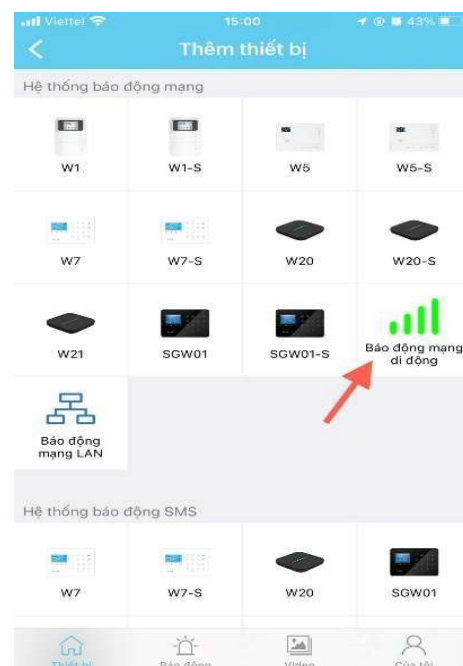 Viettel 15:00 43%
Thêm thiết bị
Hệ thống báo động mạng
W1 W1-S W5 W5-S
W7 W7-S W20 W20-S
W21 SGW01 SGW01-S Báo động mạng
di động
Báo động
mạng LAN
Hệ thống báo động SMS
W7 W7-S W20 SGW01
Thiết bị Báo động Video Của tôi